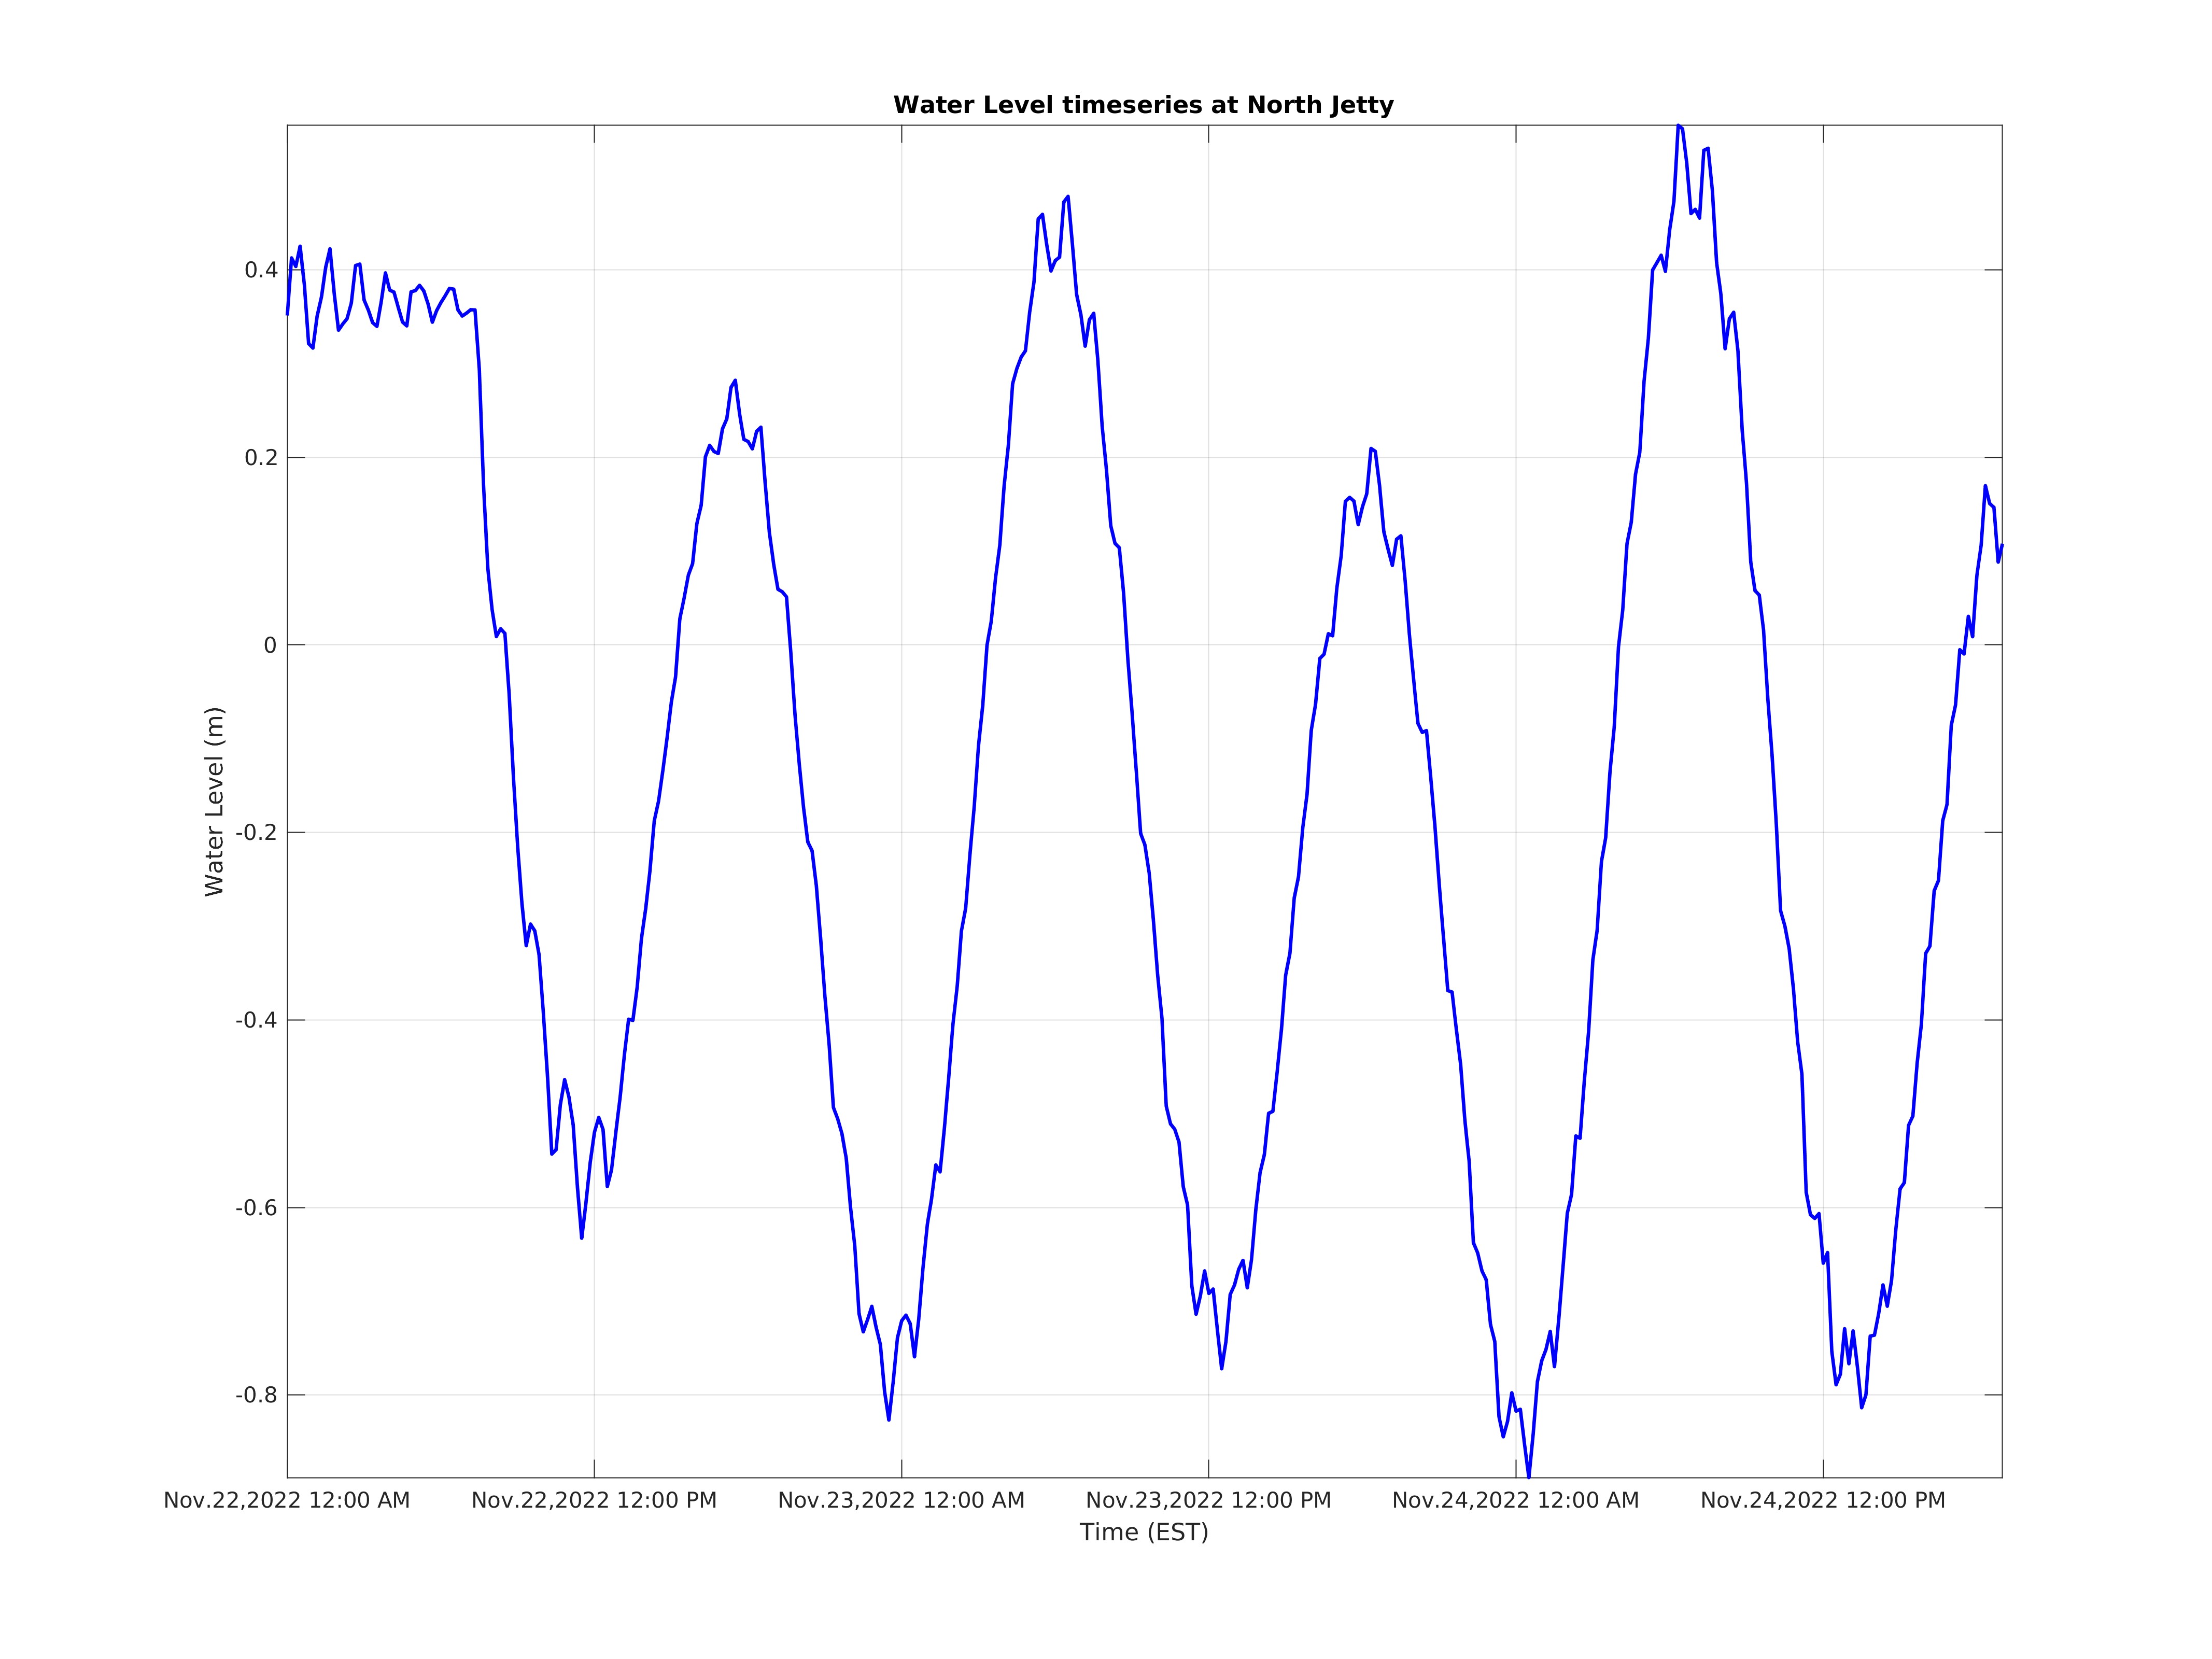 Water Level timeseries at North Jetty
0.4
0.2
0
-0.2
-0.4
-0.6
-0.8
Water Level (m)
Nov.22,2022 12:00 AM
Nov.22,2022 12:00 PM
Nov.23,2022 12:00 AM
Nov.23,2022 12:00 PM
Nov.24,2022 12:00 AM
Nov.24,2022 12:00 PM
Time (EST)